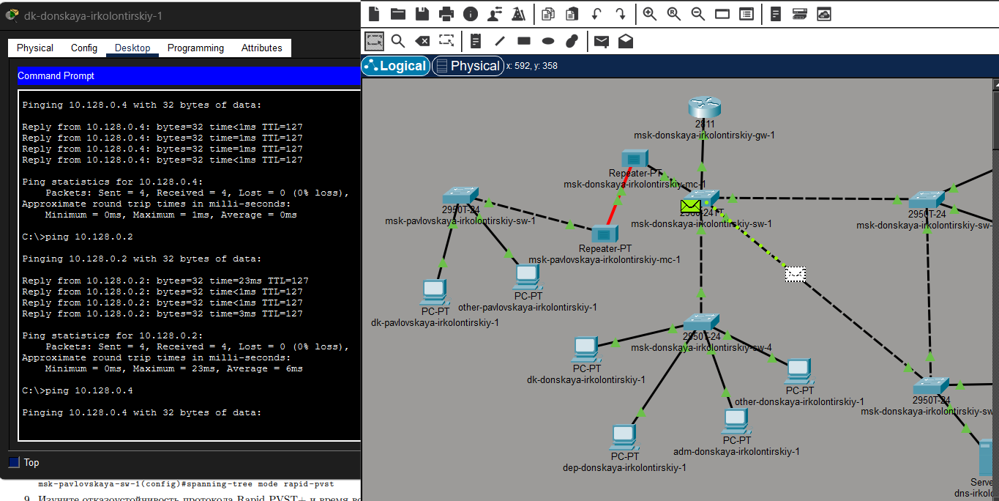 dk-donskaya-irkolontirskiy-1
Physical Config Desktop Programming Attributes
Command Prompt
Pinging 10.128.0.4 with 32 bytes of data:
Reply from 10.128.0.4: bytes=32 time<1ms TTL=127
Reply from 10.128.0.4: bytes=32 time<1ms TTL=127
Reply from 10.128.0.4: bytes=32 time=1ms TTL=127
Reply from 10.128.0.4: bytes=32 time<1ms TTL=127
Ping statistics for 10.128.0.4:
Packets: Sent = 4, Received = 4, Lost = 0 (0% loss),
Approximate round trip times in milli-seconds:
Minimum = 0ms, Maximum = 1ms, Average = 0ms
C:\>ping 10.128.0.2
Pinging 10.128.0.2 with 32 bytes of data:
Reply from 10.128.0.2: bytes=32 time=23ms TTL=127
Reply from 10.128.0.2: bytes=32 time<1ms TTL=127
Reply from 10.128.0.2: bytes=32 time<1ms TTL=127
Reply from 10.128.0.2: bytes=32 time=3ms TTL=127
Ping statistics for 10.128.0.2:
Packets: Sent = 4, Received = 4, Lost = 0 (0% loss),
Approximate round trip times in milli-seconds:
Minimum = 0ms, Maximum = 23ms, Average = 6ms
C:\>ping 10.128.0.4
Pinging 10.128.0.4 with 32 bytes of data:
Top
msk-pavlovskaya-sw-1(config)#spanning-tree mode rapid-pvst
9. Изучите отказоустойчивость протокола Rapid PVST+ и время
Logical Physical x: 592, y: 358
2811
msk-donskaya-irkolontirskiy-gw-1
Repeater-PT
msk-donskaya-irkolontirskiy-mc-1
2950T-24
msk-pavlovskaya-irkolontirskiy-sw-1
msk-donskaya-irkolontirskiy-sw-1
2950T-24
msk-donskaya-irkolontirskiy-sw-
Repeater-PT
msk-pavlovskaya-irkolontirskiy-mc-1
PC-PT
other-pavlovskaya-irkolontirskiy-1
PC-PT
dk-pavlovskaya-irkolontirskiy-1
2950T-24
msk-donskaya-irkolontirskiy-sw-4
PC-PT
dk-donskaya-irkolontirskiy-1
PC-PT
other-donskaya-irkolontirskiy-1
2950T-24
msk-donskaya-irkolontirskiy-sw
PC-PT
adm-donskaya-irkolontirskiy-1
PC-PT
dep-donskaya-irkolontirskiy-1
Serve
dns-irkolo